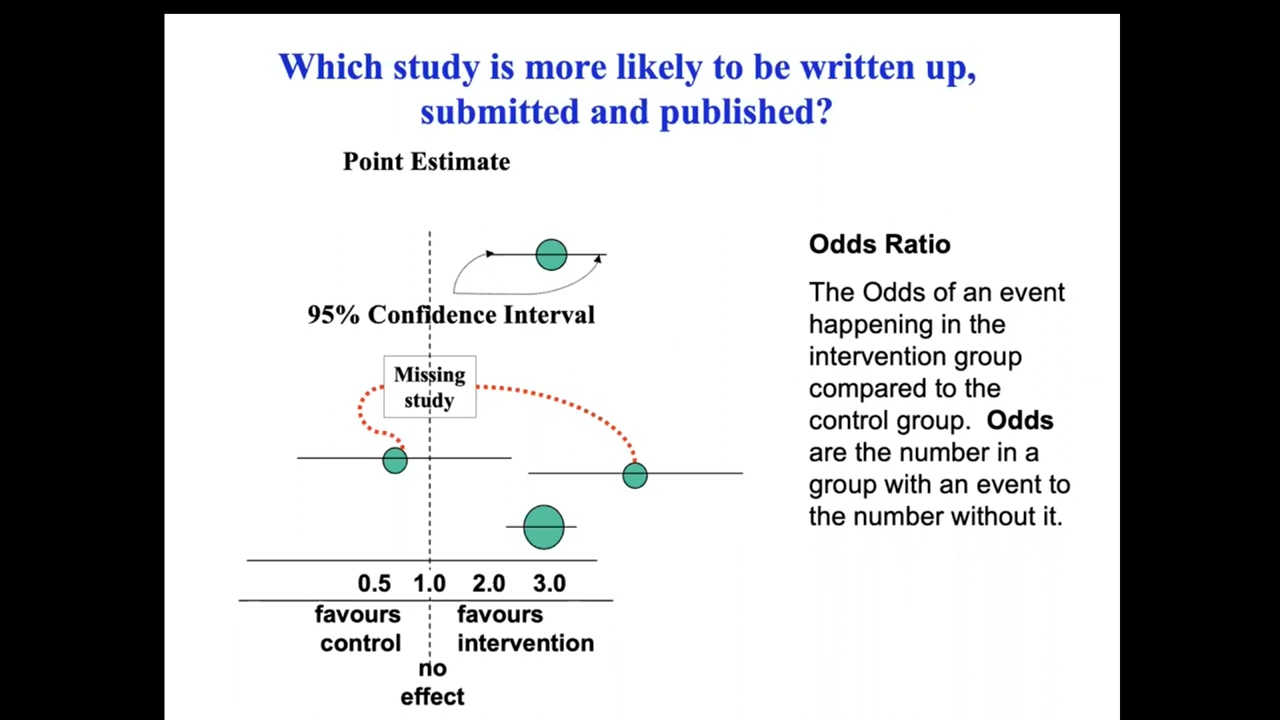 Which study is more likely to be written up,
submitted and published?
Point Estimate
95% Confidence Interval
Missing
study
0.5 1.0 2.0 3.0
favours
control
favours
intervention
no
effect
Odds Ratio
The Odds of an event
happening in the
intervention group
compared to the
control group. Odds
are the number in a
group with an event to
the number without it.